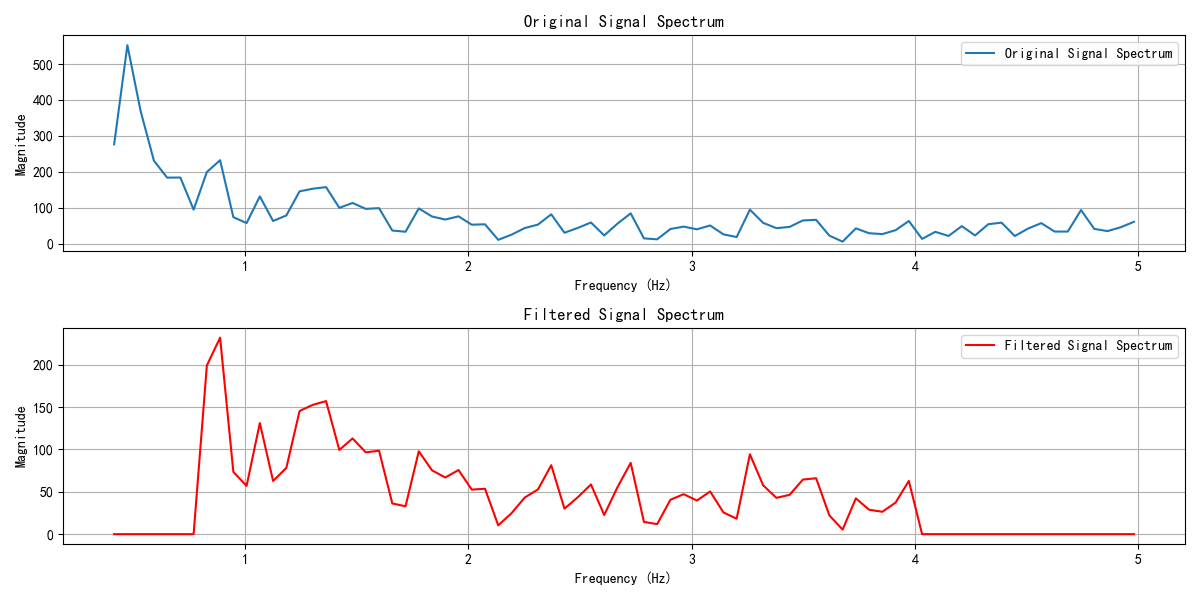 Original Signal Spectrum
Original Signal Spectrum
Magnitude
500
400
300
200
100
0
1 2 3 4 5
Frequency (Hz)
Filtered Signal Spectrum
Filtered Signal Spectrum
Magnitude
200
150
100
50
0
1 2 3 4 5
Frequency (Hz)